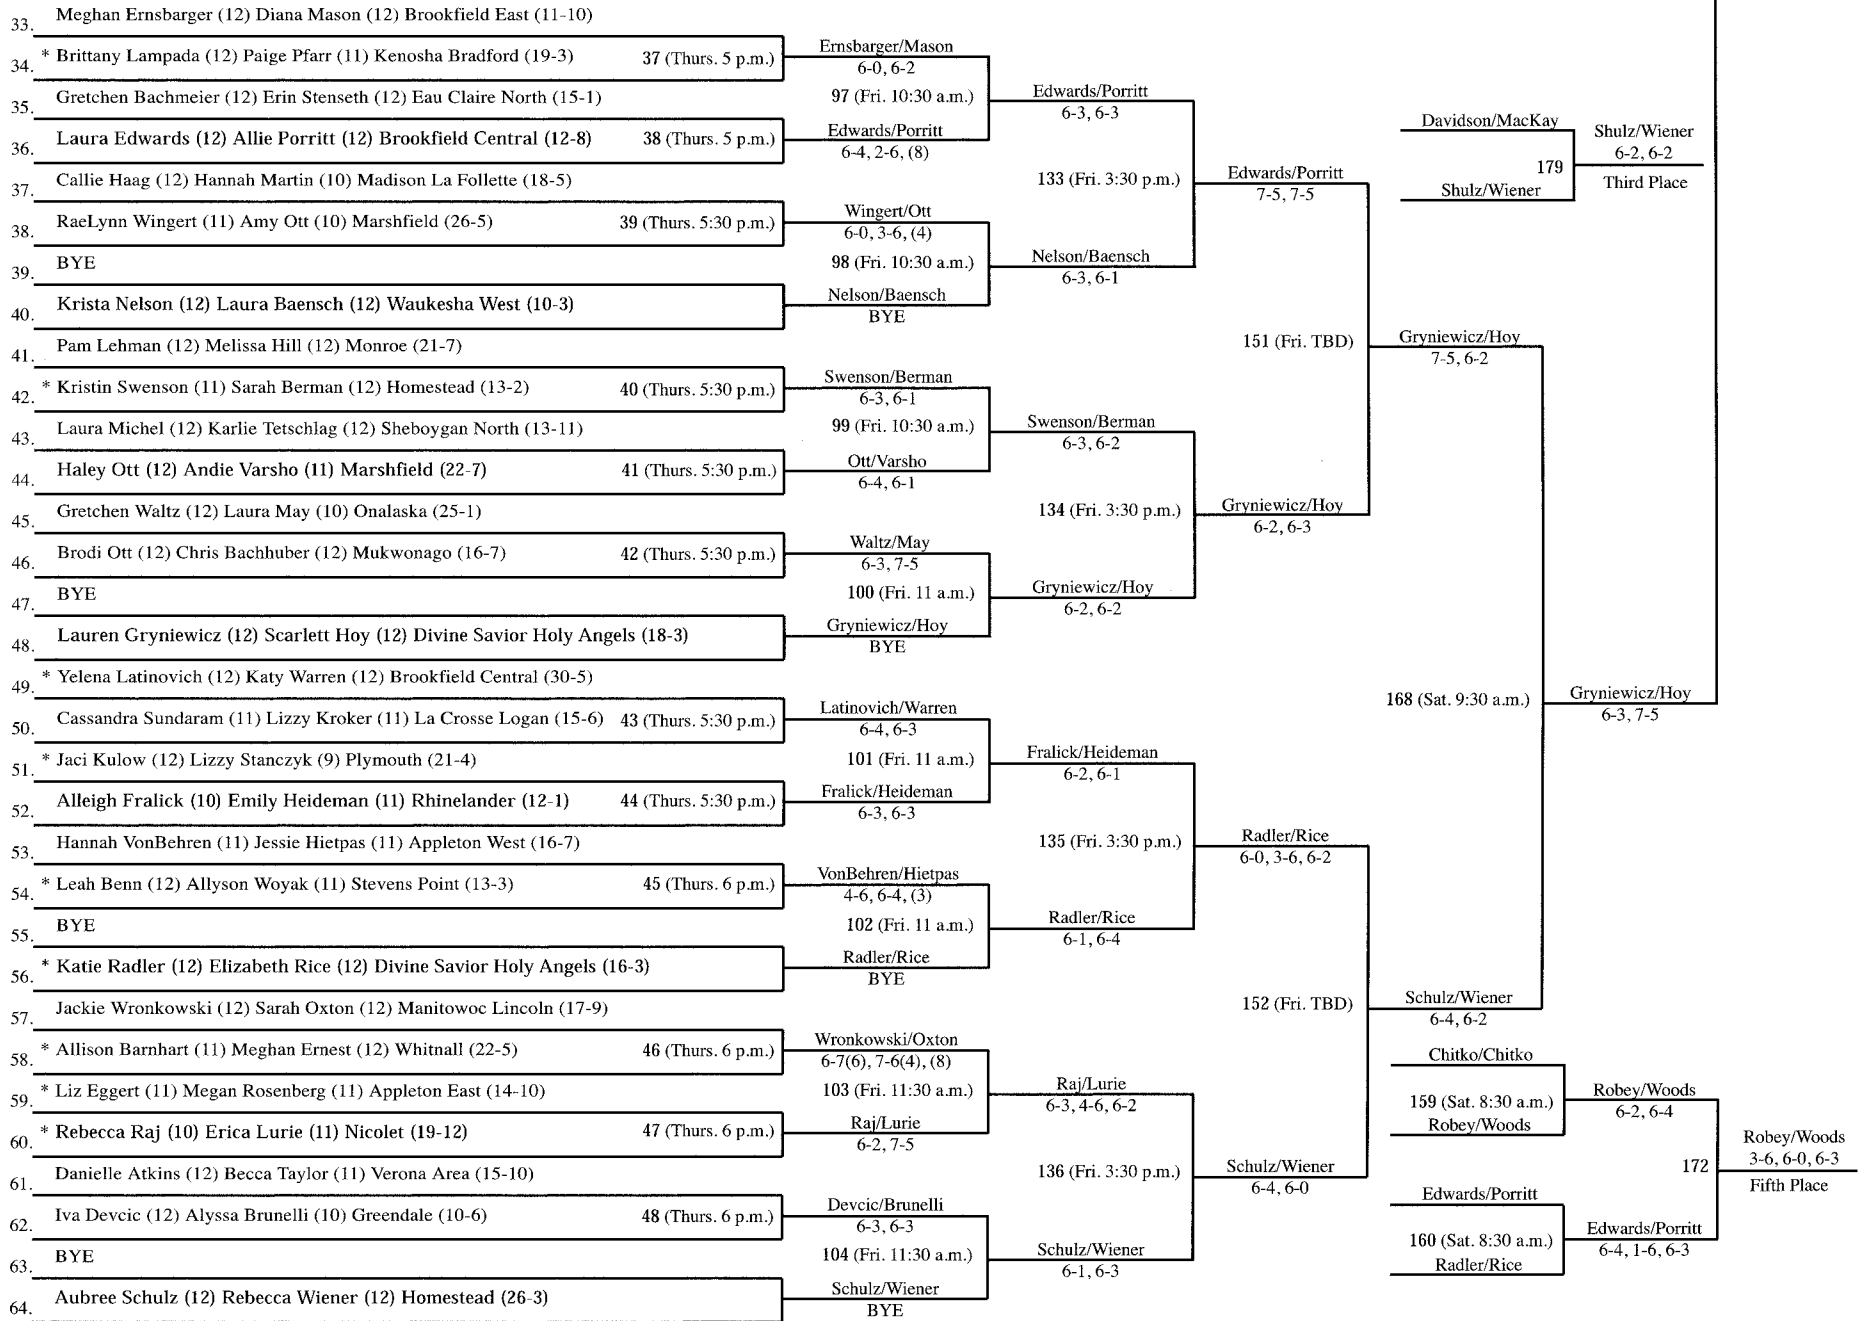 33. Meghan Ernsbarger (12) Diana Mason (12) Brookfield East (11-10)
34. * Brittany Lampada (12) Paige Pfarr (11) Kenosha Bradford (19-3) 37 (Thurs. 5 p.m.)
35. Gretchen Bachmeier (12) Erin Stenseth (12) Eau Claire North (15-1)
36. Laura Edwards (12) Allie Porritt (12) Brookfield Central (12-8) 38 (Thurs. 5 p.m.)
37. Callie Haag (12) Hannah Martin (10) Madison La Follette (18-5)
38. RaeLynn Wingert (11) Amy Ott (10) Marshfield (26-5) 39 (Thurs. 5:30 p.m.)
39. BYE
40. Krista Nelson (12) Laura Baensch (12) Waukesha West (10-3)
41. Pam Lehman (12) Melissa Hill (12) Monroe (21-7)
42. * Kristin Swenson (11) Sarah Berman (12) Homestead (13-2) 40 (Thurs. 5:30 p.m.)
43. Laura Michel (12) Karlie Tetschlag (12) Sheboygan North (13-11)
44. Haley Ott (12) Andie Varsho (11) Marshfield (22-7) 41 (Thurs. 5:30 p.m.)
45. Gretchen Waltz (12) Laura May (10) Onalaska (25-1)
46. Brodi Ott (12) Chris Bachhuber (12) Mukwonago (16-7) 42 (Thurs. 5:30 p.m.)
47. BYE
48. Lauren Gryniewicz (12) Scarlett Hoy (12) Divine Savior Holy Angels (18-3)
49. * Yelena Latinovich (12) Katy Warren (12) Brookfield Central (30-5)
50. Cassandra Sundaram (11) Lizzy Kroker (11) La Crosse Logan (15-6) 43 (Thurs. 5:30 p.m.)
51. * Jaci Kulow (12) Lizzy Stanczyk (9) Plymouth (21-4)
52. Alleigh Fralick (10) Emily Heideman (11) Rhinelander (12-1) 44 (Thurs. 5:30 p.m.)
53. Hannah VonBehren (11) Jessie Hietpas (11) Appleton West (16-7)
54. * Leah Benn (12) Allyson Woyak (11) Stevens Point (13-3) 45 (Thurs. 6 p.m.)
55. BYE
56. * Katie Radler (12) Elizabeth Rice (12) Divine Savior Holy Angels (16-3)
57. Jackie Wronkowski (12) Sarah Oxton (12) Manitowoc Lincoln (17-9)
58. * Allison Barnhart (11) Meghan Ernest (12) Whitnall (22-5) 46 (Thurs. 6 p.m.)
59. * Liz Eggert (11) Megan Rosenberg (11) Appleton East (14-10)
60. * Rebecca Raj (10) Erica Lurie (11) Nicolet (19-12) 47 (Thurs. 6 p.m.)
61. Danielle Atkins (12) Becca Taylor (11) Verona Area (15-10)
62. Iva Devcic (12) Alyssa Brunelli (10) Greendale (10-6) 48 (Thurs. 6 p.m.)
63. BYE
64. Aubree Schulz (12) Rebecca Wiener (12) Homestead (26-3)
Ernsbarger/Mason
6-0, 6-2
97 (Fri. 10:30 a.m.)
Edwards/Porritt
6-4, 2-6, (8)
Wingert/Ott
6-0, 3-6, (4)
98 (Fri. 10:30 a.m.)
Nelson/Baensch
BYE
Swenson/Berman
6-3, 6-1
99 (Fri. 10:30 a.m.)
Ott/Varsho
6-4, 6-1
Waltz/May
6-3, 7-5
100 (Fri. 11 a.m.)
Gryniewicz/Hoy
BYE
Latinovich/Warren
6-4, 6-3
101 (Fri. 11 a.m.)
Fralick/Heideman
6-3, 6-3
VonBehren/Hietpas
4-6, 6-4, (3)
102 (Fri. 11 a.m.)
Radler/Rice
BYE
Wronkowski/Oxton
6-7(6), 7-6(4), (8)
103 (Fri. 11:30 a.m.)
Raj/Lurie
6-2, 7-5
Devcic/Brunelli
6-3, 6-3
104 (Fri. 11:30 a.m.)
Schulz/Wiener
BYE
Edwards/Porritt
6-3, 6-3
133 (Fri. 3:30 p.m.)
Nelson/Baensch
6-3, 6-1
Swenson/Berman
6-3, 6-2
134 (Fri. 3:30 p.m.)
Gryniewicz/Hoy
6-2, 6-2
Fralick/Heideman
6-2, 6-1
135 (Fri. 3:30 p.m.)
Radler/Rice
6-1, 6-4
Raj/Lurie
6-3, 4-6, 6-2
136 (Fri. 3:30 p.m.)
Schulz/Wiener
6-1, 6-3
Edwards/Porritt
7-5, 7-5
151 (Fri. TBD)
Gryniewicz/Hoy
6-2, 6-3
Radler/Rice
6-0, 3-6, 6-2
152 (Fri. TBD)
Schulz/Wiener
6-4, 6-0
Gryniewicz/Hoy
7-5, 6-2
168 (Sat. 9:30 a.m.)
Schulz/Wiener
6-4, 6-2
Gryniewicz/Hoy
6-3, 7-5
Davidson/MacKay
179
Shulz/Wiener
Shulz/Wiener
6-2, 6-2
Third Place
Chitko/Chitko
159 (Sat. 8:30 a.m.)
Robey/Woods
Robey/Woods
6-2, 6-4
172
Edwards/Porritt
160 (Sat. 8:30 a.m.)
Radler/Rice
Edwards/Porritt
6-4, 1-6, 6-3
Robey/Woods
3-6, 6-0, 6-3
Fifth Place